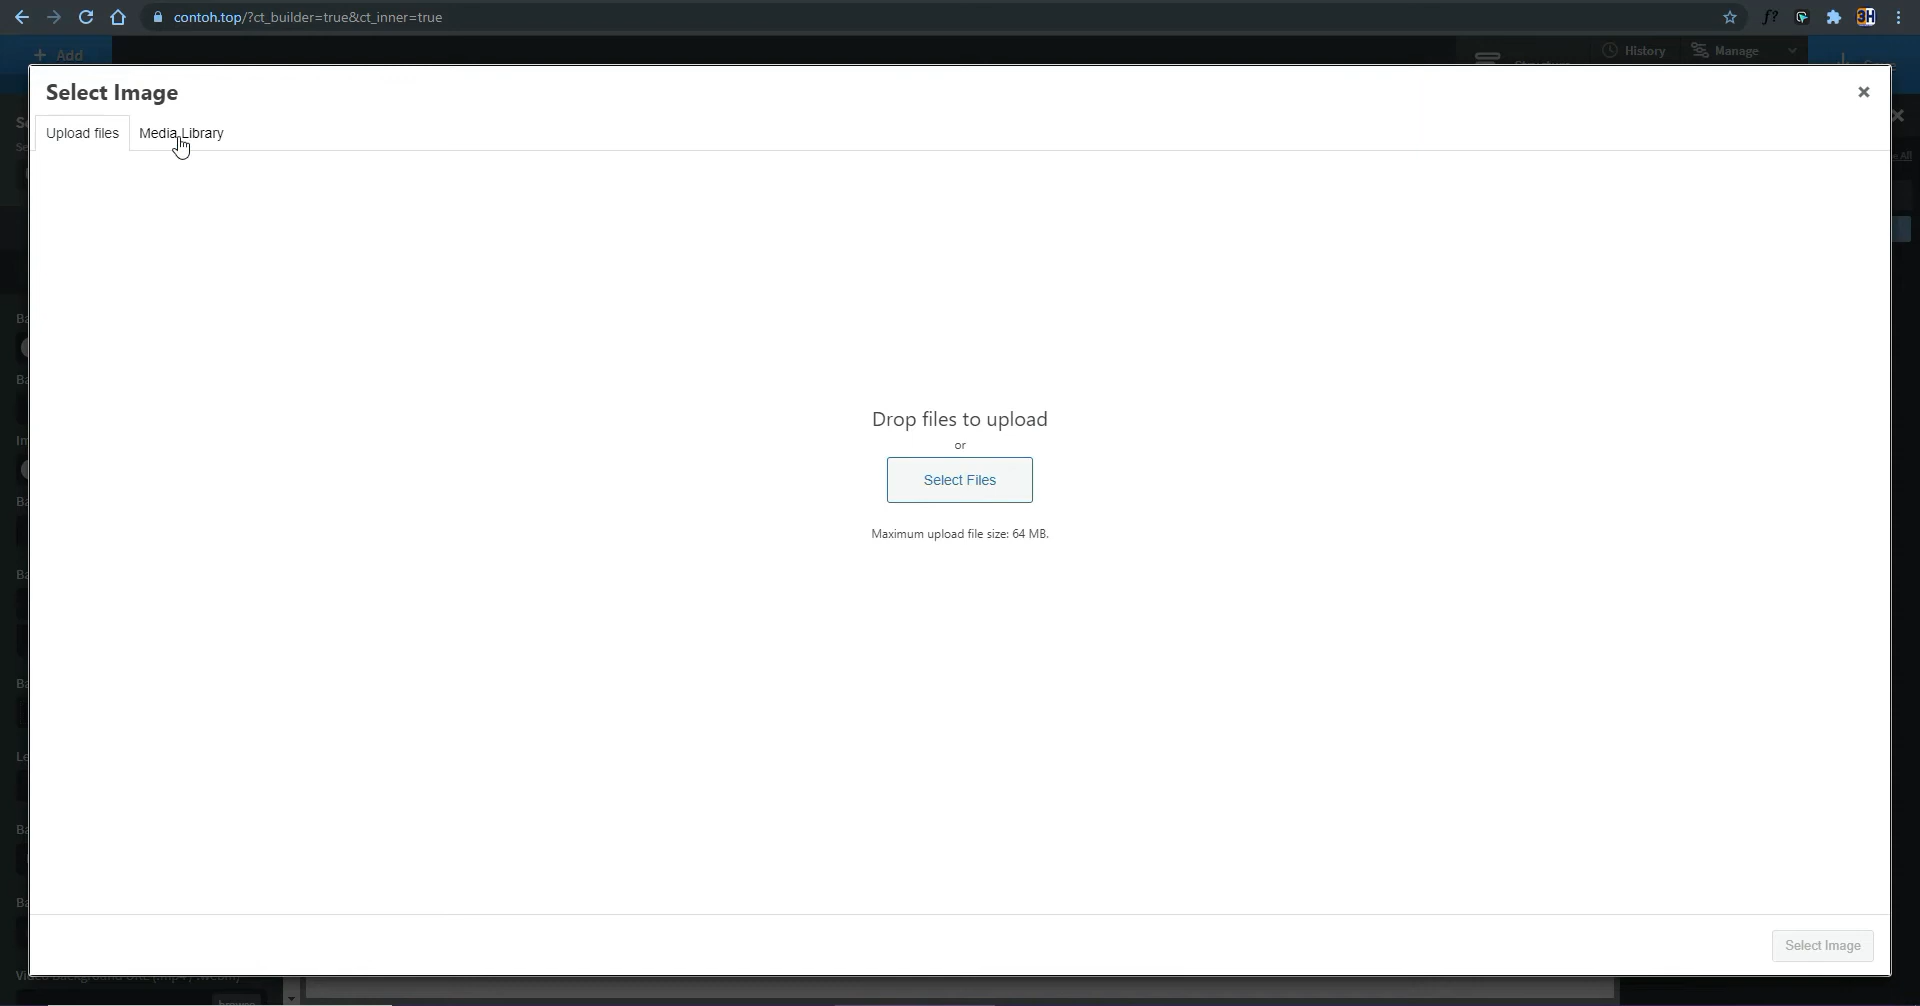 contoh.top/?ct_builder=true&ct_inner=true
+ Add
History
Manage
Select Image
Upload files
Media Library
Drop files to upload
or
Select Files
Maximum upload file size: 64 MB.
Select Image